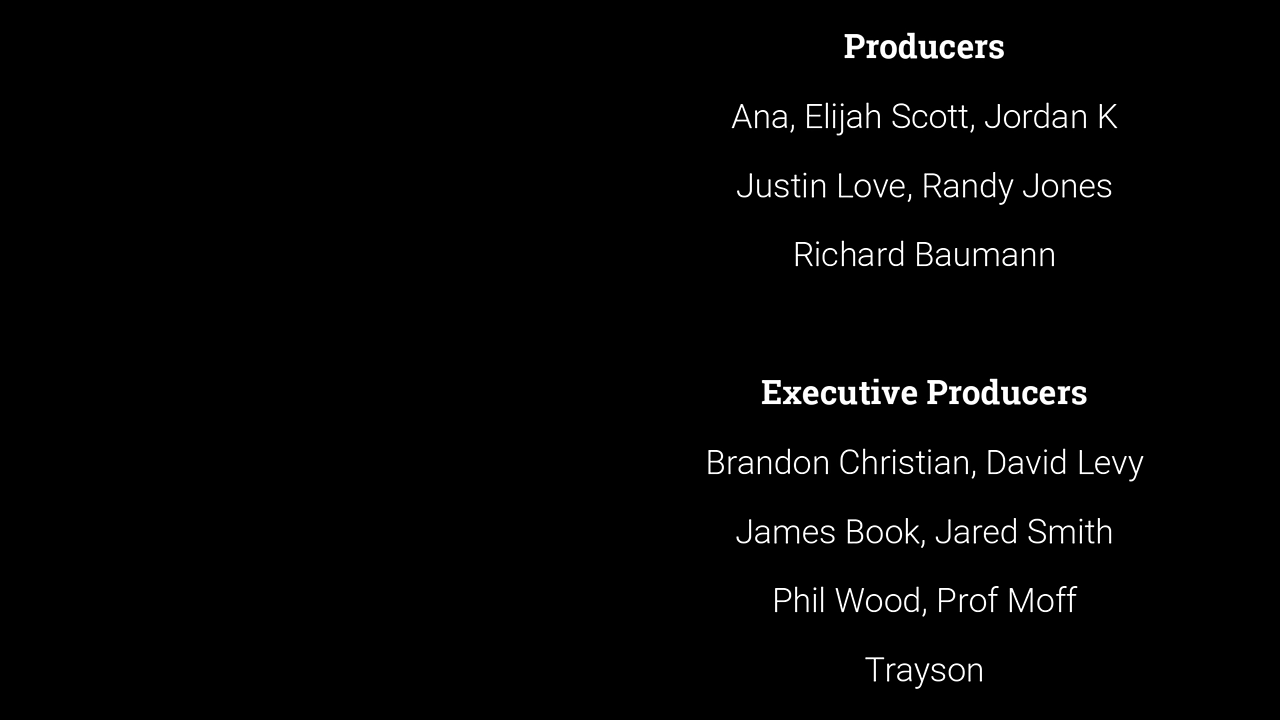 Producers
Ana, Elijah Scott, Jordan K
Justin Love, Randy Jones
Richard Baumann
Executive Producers
Brandon Christian, David Levy
James Book, Jared Smith
Phil Wood, Prof Moff
Trayson